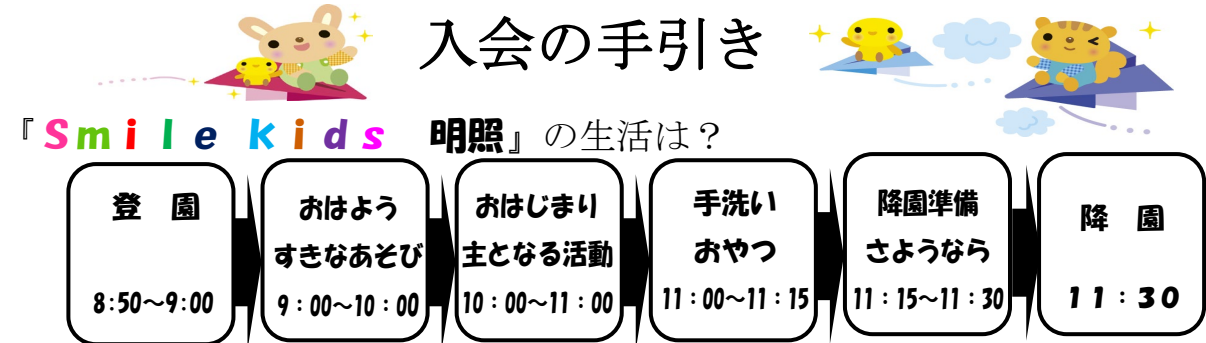 入会の手引き
『Smile kids 明照』の生活は？
登 園
8:50～9:00
おはよう
すきなあそび
9：00～10：00
おはじまり
主となる活動
10：00～11：00
手洗い
おやつ
11：00～11：15
降園準備
さようなら
11：15～11：30
降 園
11：30